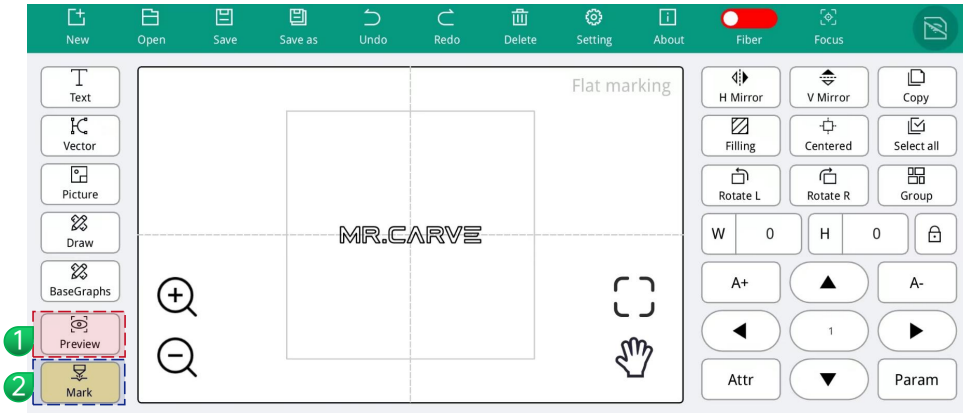 New Open Save Save as Undo Redo Delete Setting About Fiber Focus
Text
Vector
Picture
Draw
BaseGraphs
1 Preview
2 Mark
Flat marking
MR.CARVE
H Mirror V Mirror Copy
Filling Centered Select all
Rotate L Rotate R Group
W 0 H 0
A+ A-
1
Attr Param